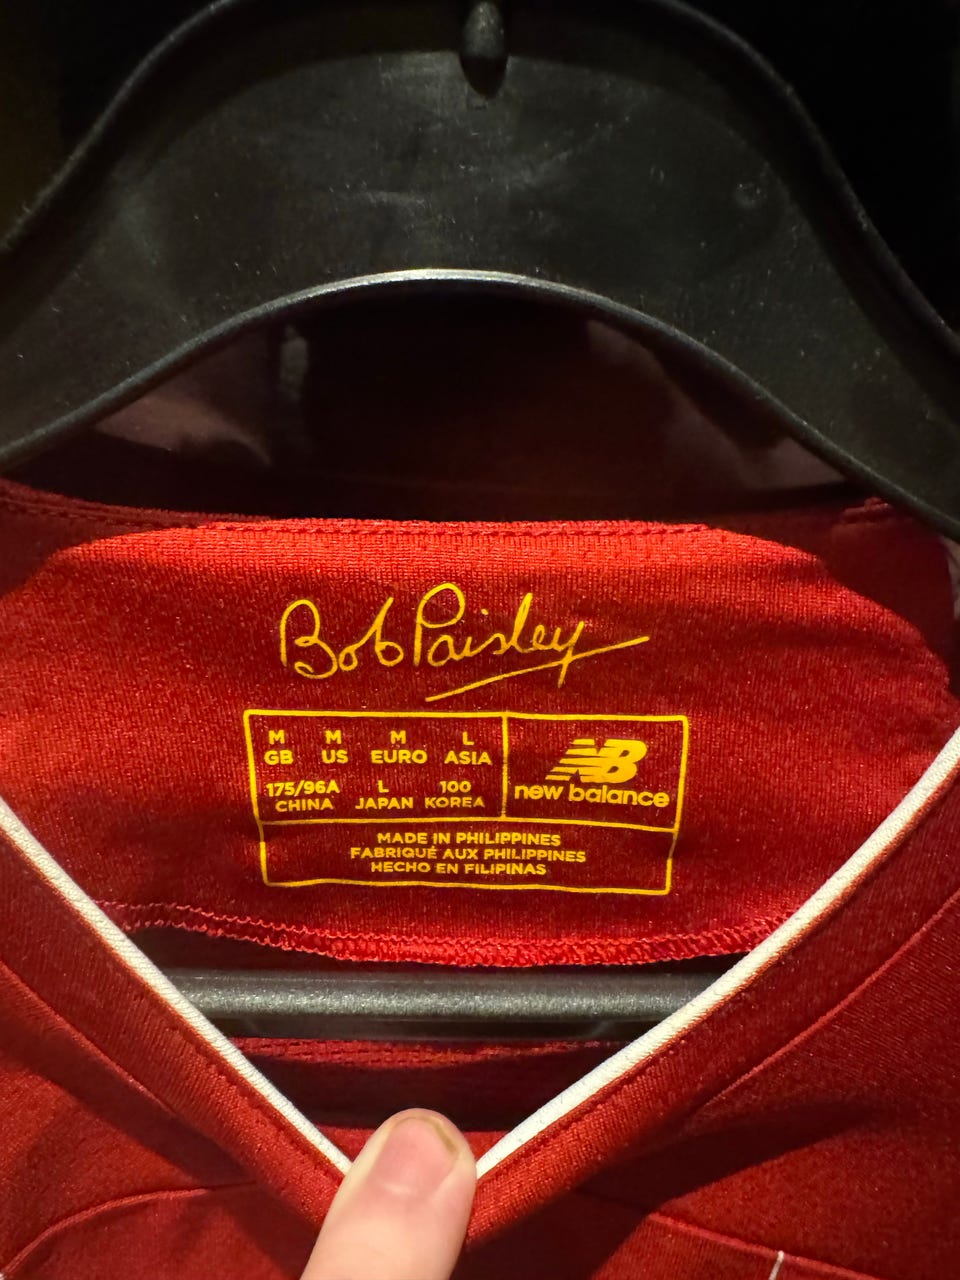 Bob Paisley
M M M L
GB US EURO ASIA
175/96A L 100
CHINA JAPAN KOREA
NB
new balance
MADE IN PHILIPPINES
FABRIQUÉ AUX PHILIPPINES
HECHO EN FILIPINAS